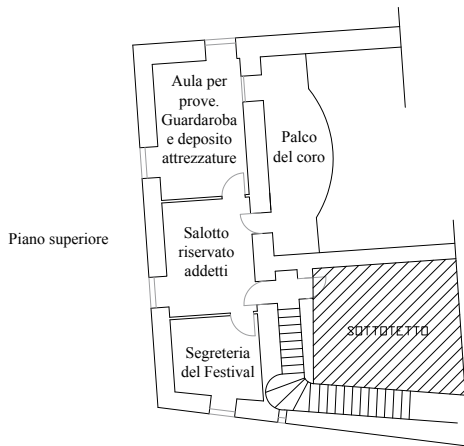 Aula per
prove.
Guardaroba
e deposito
attrezzature
Palco
del coro
Piano superiore
Salotto
riservato
addetti
SOTTOTETTO
Segreteria
del Festival